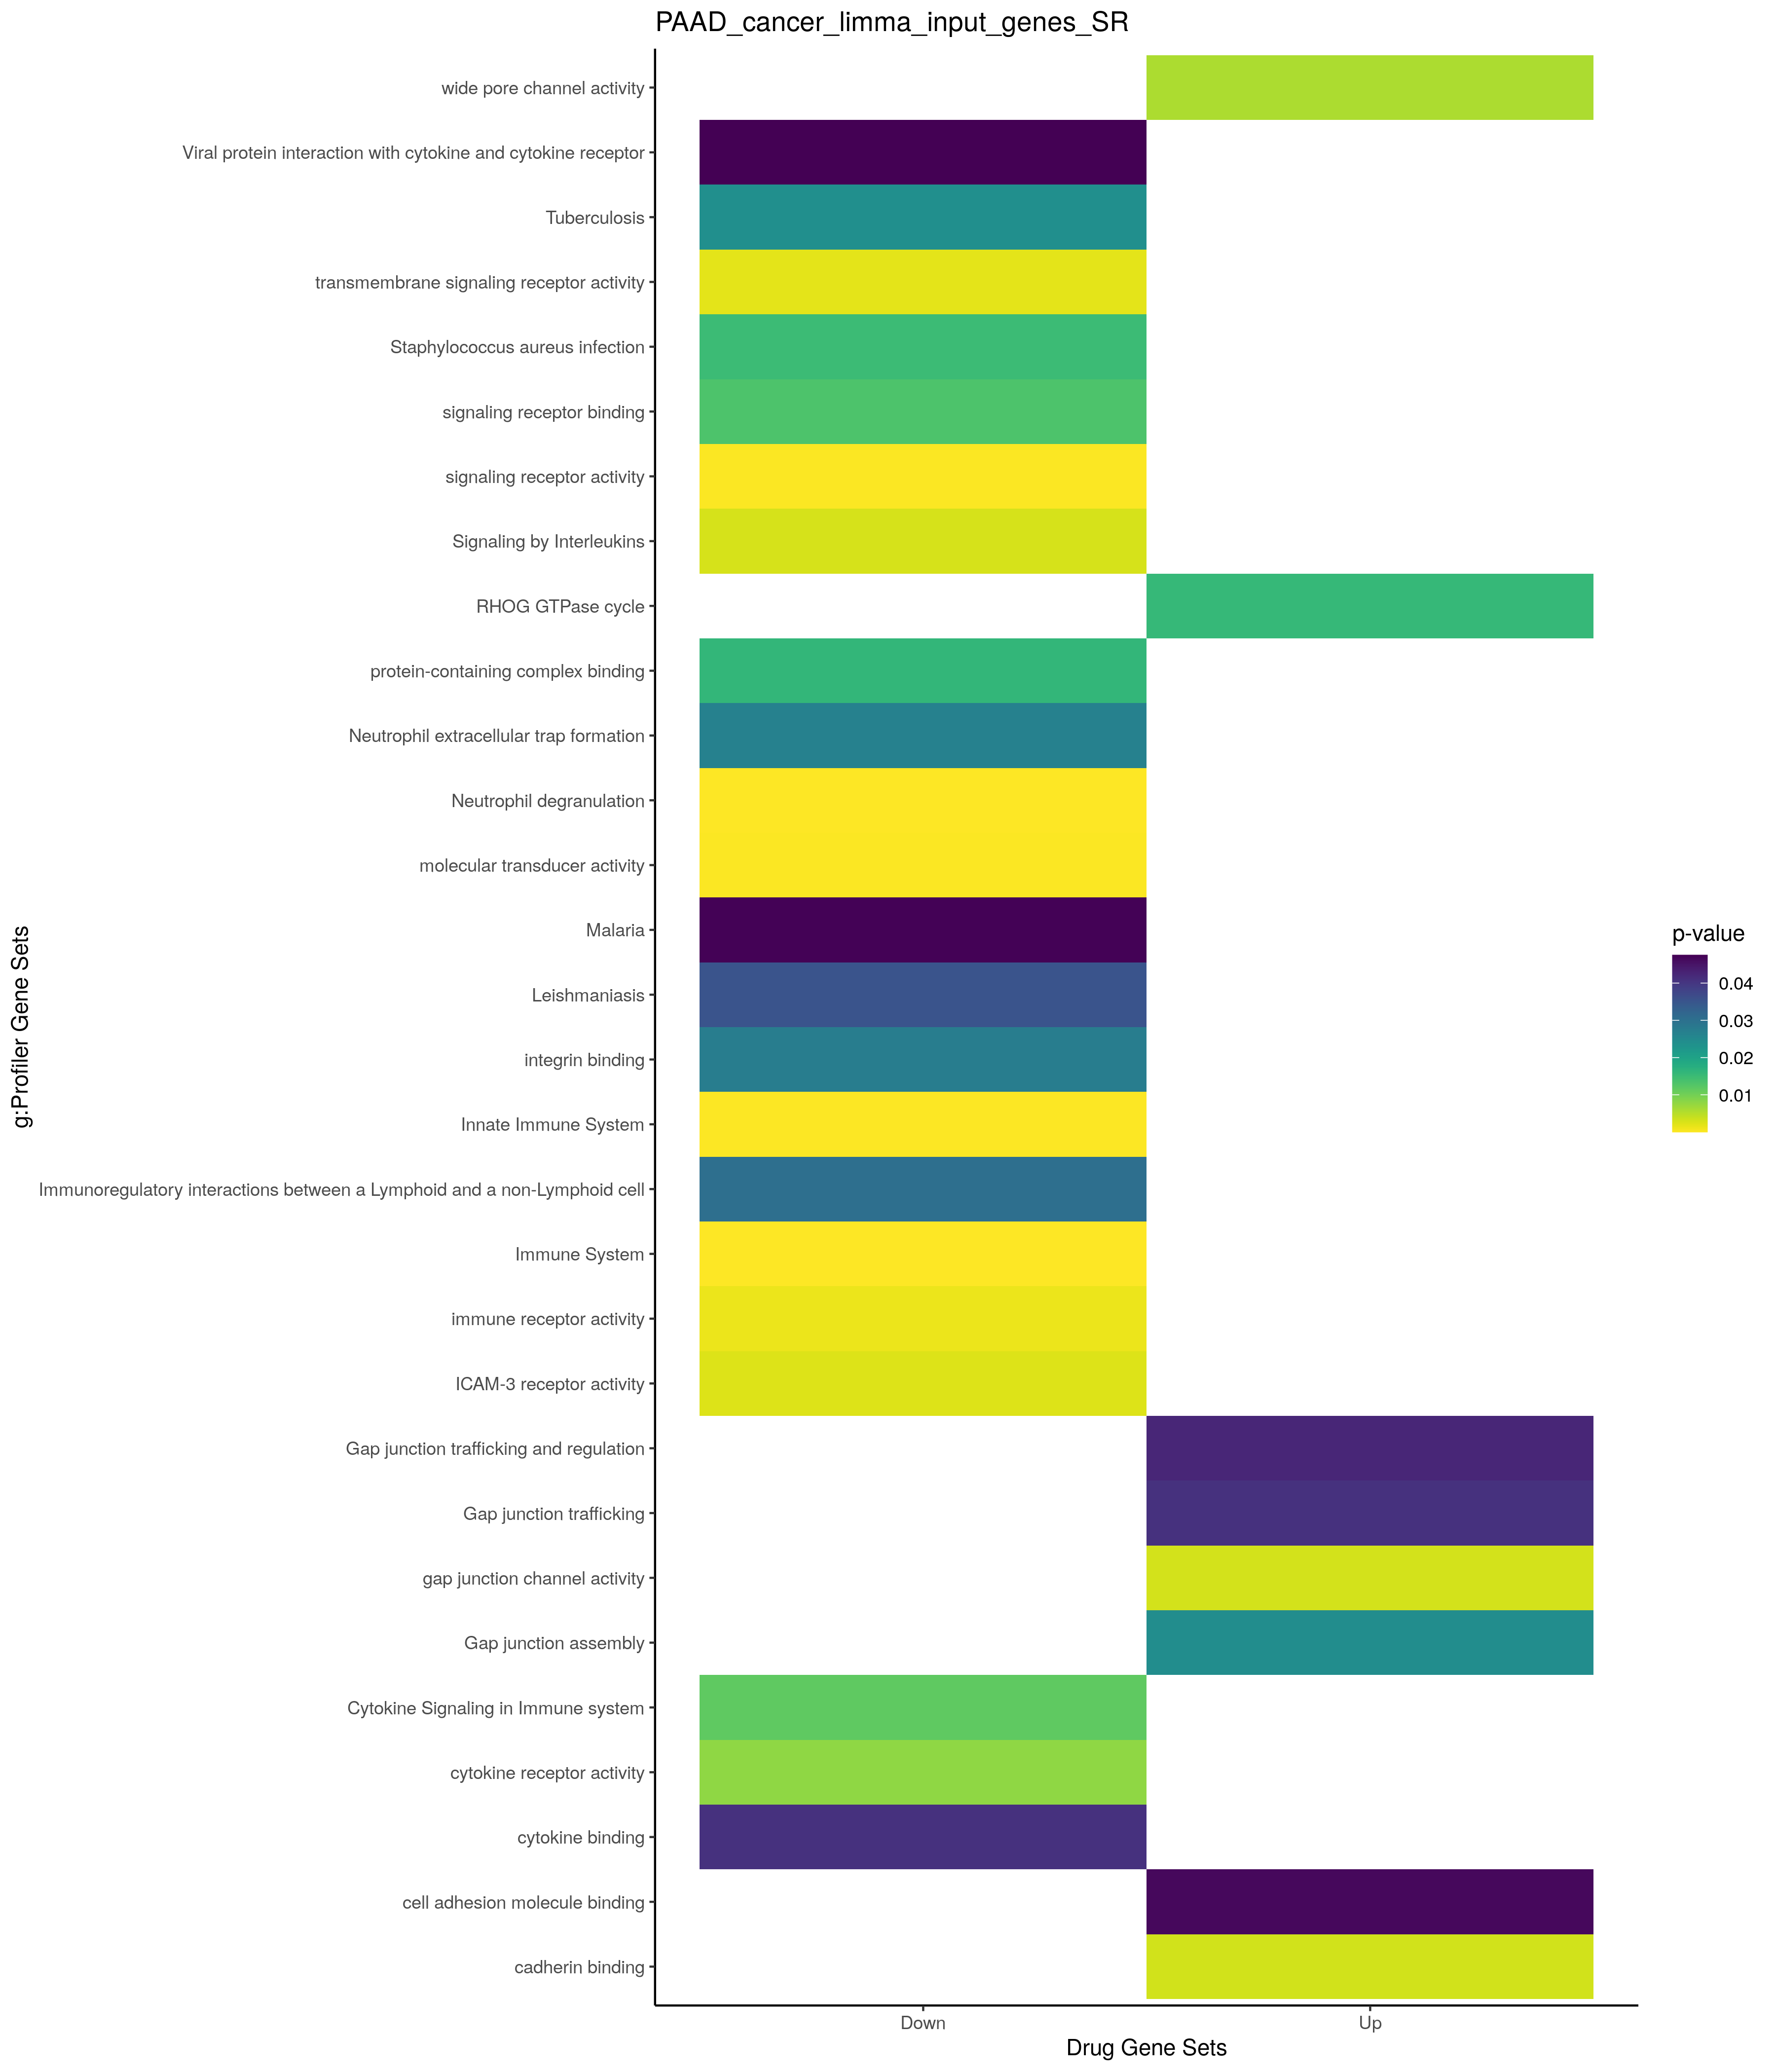 PAAD_cancer_limma_input_genes_SR
wide pore channel activity
Viral protein interaction with cytokine and cytokine receptor
Tuberculosis
transmembrane signaling receptor activity
Staphylococcus aureus infection
signaling receptor binding
signaling receptor activity
Signaling by Interleukins
RHOG GTPase cycle
protein-containing complex binding
Neutrophil extracellular trap formation
Neutrophil degranulation
molecular transducer activity
Malaria
Leishmaniasis
integrin binding
Innate Immune System
Immunoregulatory interactions between a Lymphoid and a non-Lymphoid cell
Immune System
immune receptor activity
ICAM-3 receptor activity
Gap junction trafficking and regulation
Gap junction trafficking
gap junction channel activity
Gap junction assembly
Cytokine Signaling in Immune system
cytokine receptor activity
cytokine binding
cell adhesion molecule binding
cadherin binding
g:Profiler Gene Sets
Down
Up
Drug Gene Sets
p-value
0.04
0.03
0.02
0.01